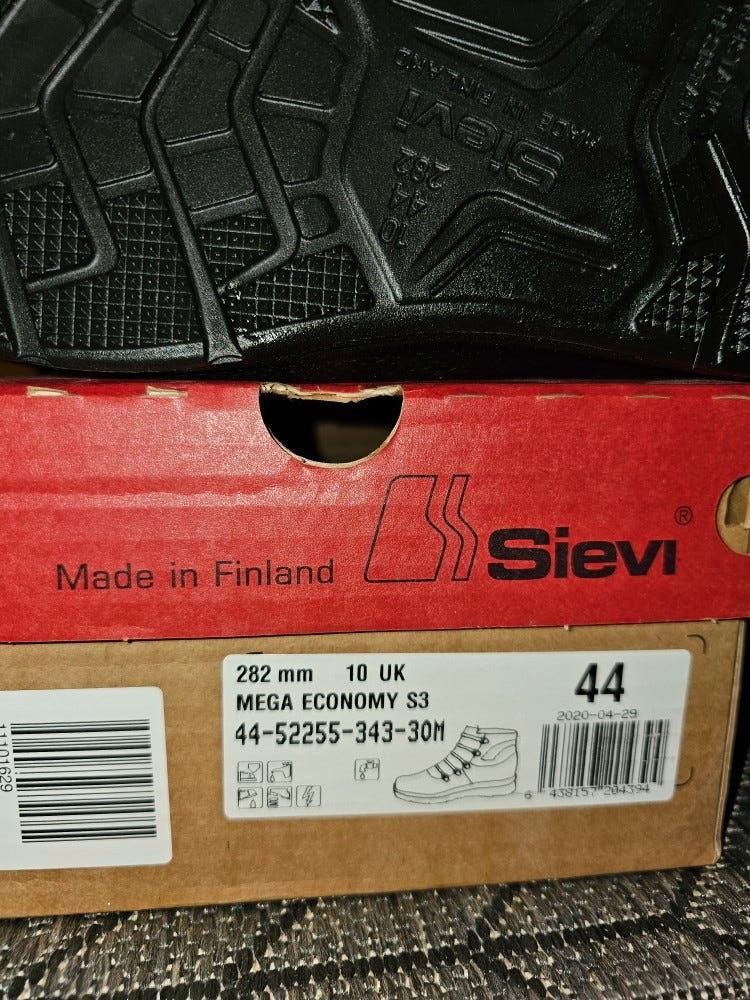 Sievi
MADE IN FINLAND
10
44
282
Made in Finland
Sievi ®
282 mm 10 UK
MEGA ECONOMY S3
44-52255-343-30M
44
2020-04-29
6 438157 204394
11101629